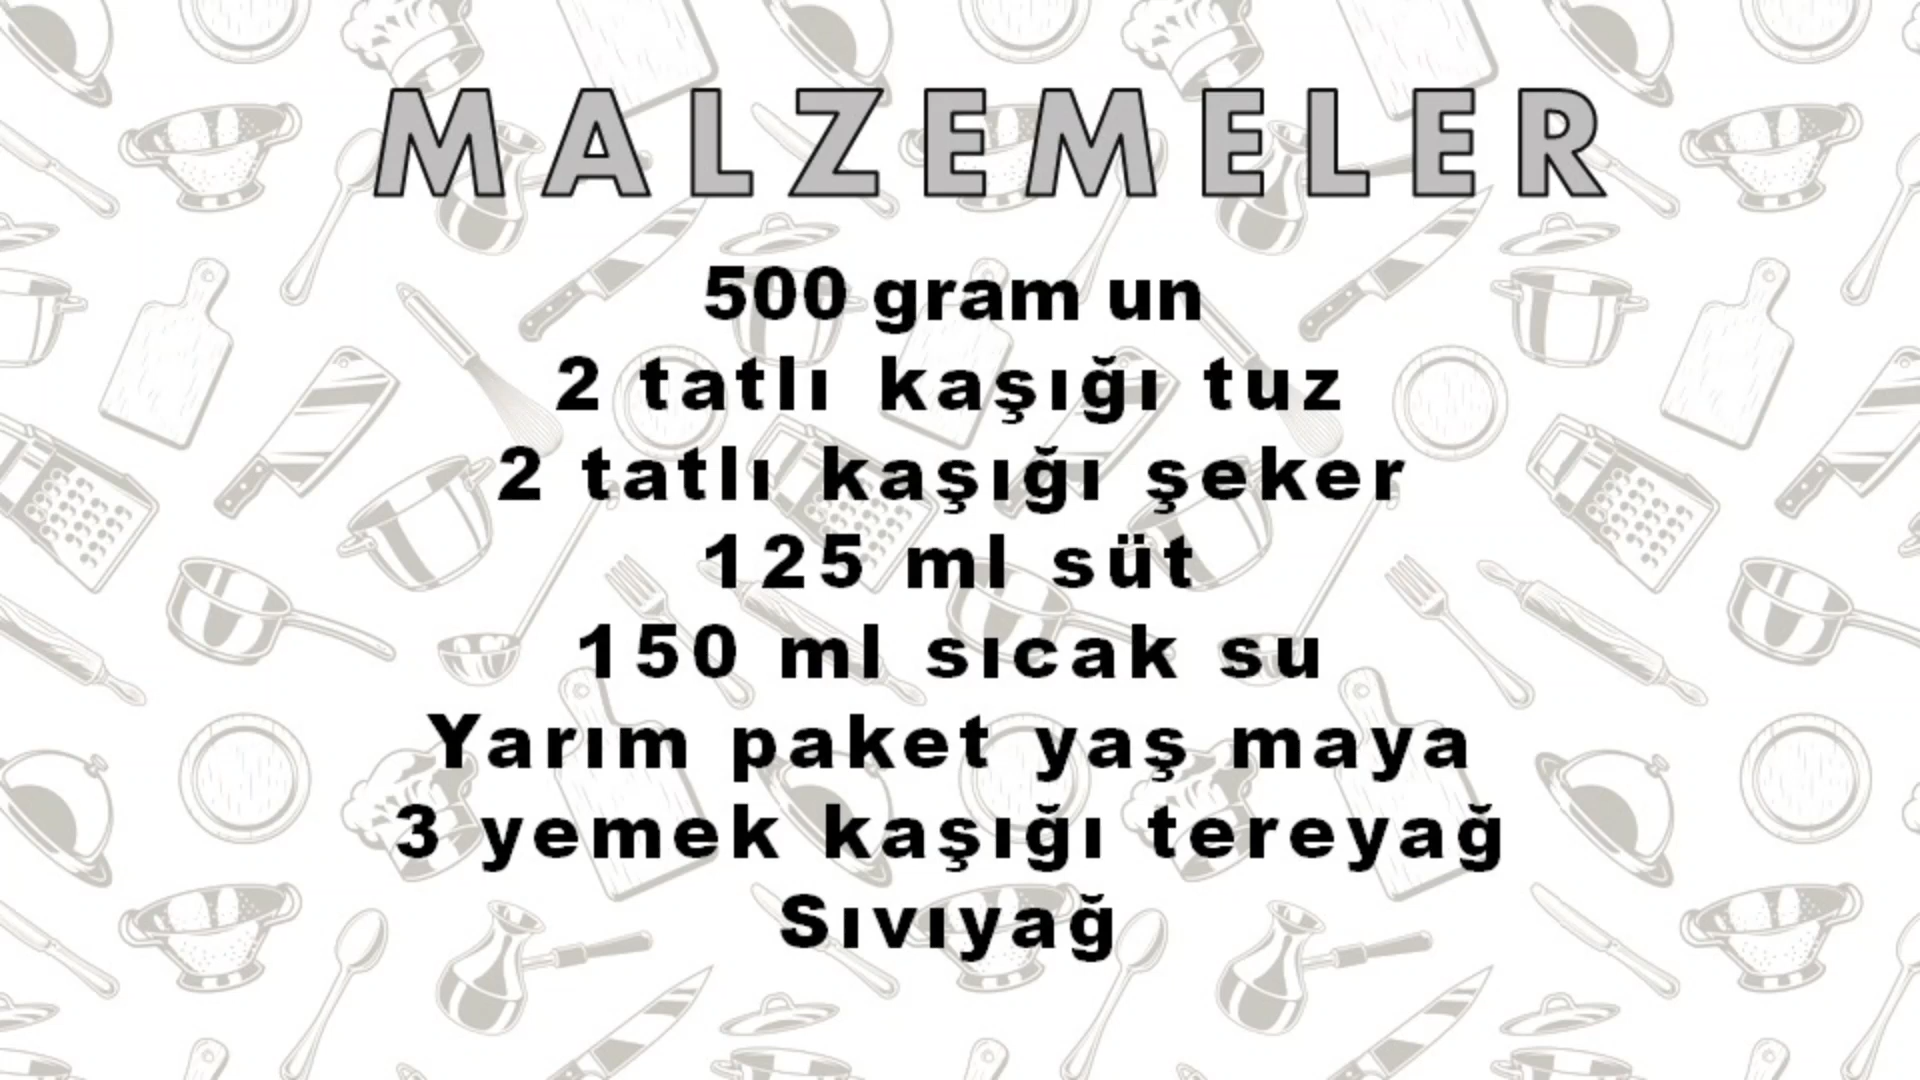 MALZEMELER
500 gram un
2 tatlı kaşığı tuz
2 tatlı kaşığı şeker
125 ml süt
150 ml sıcak su
Yarım paket yaş maya
3 yemek kaşığı tereyağ
Sıvıyağ